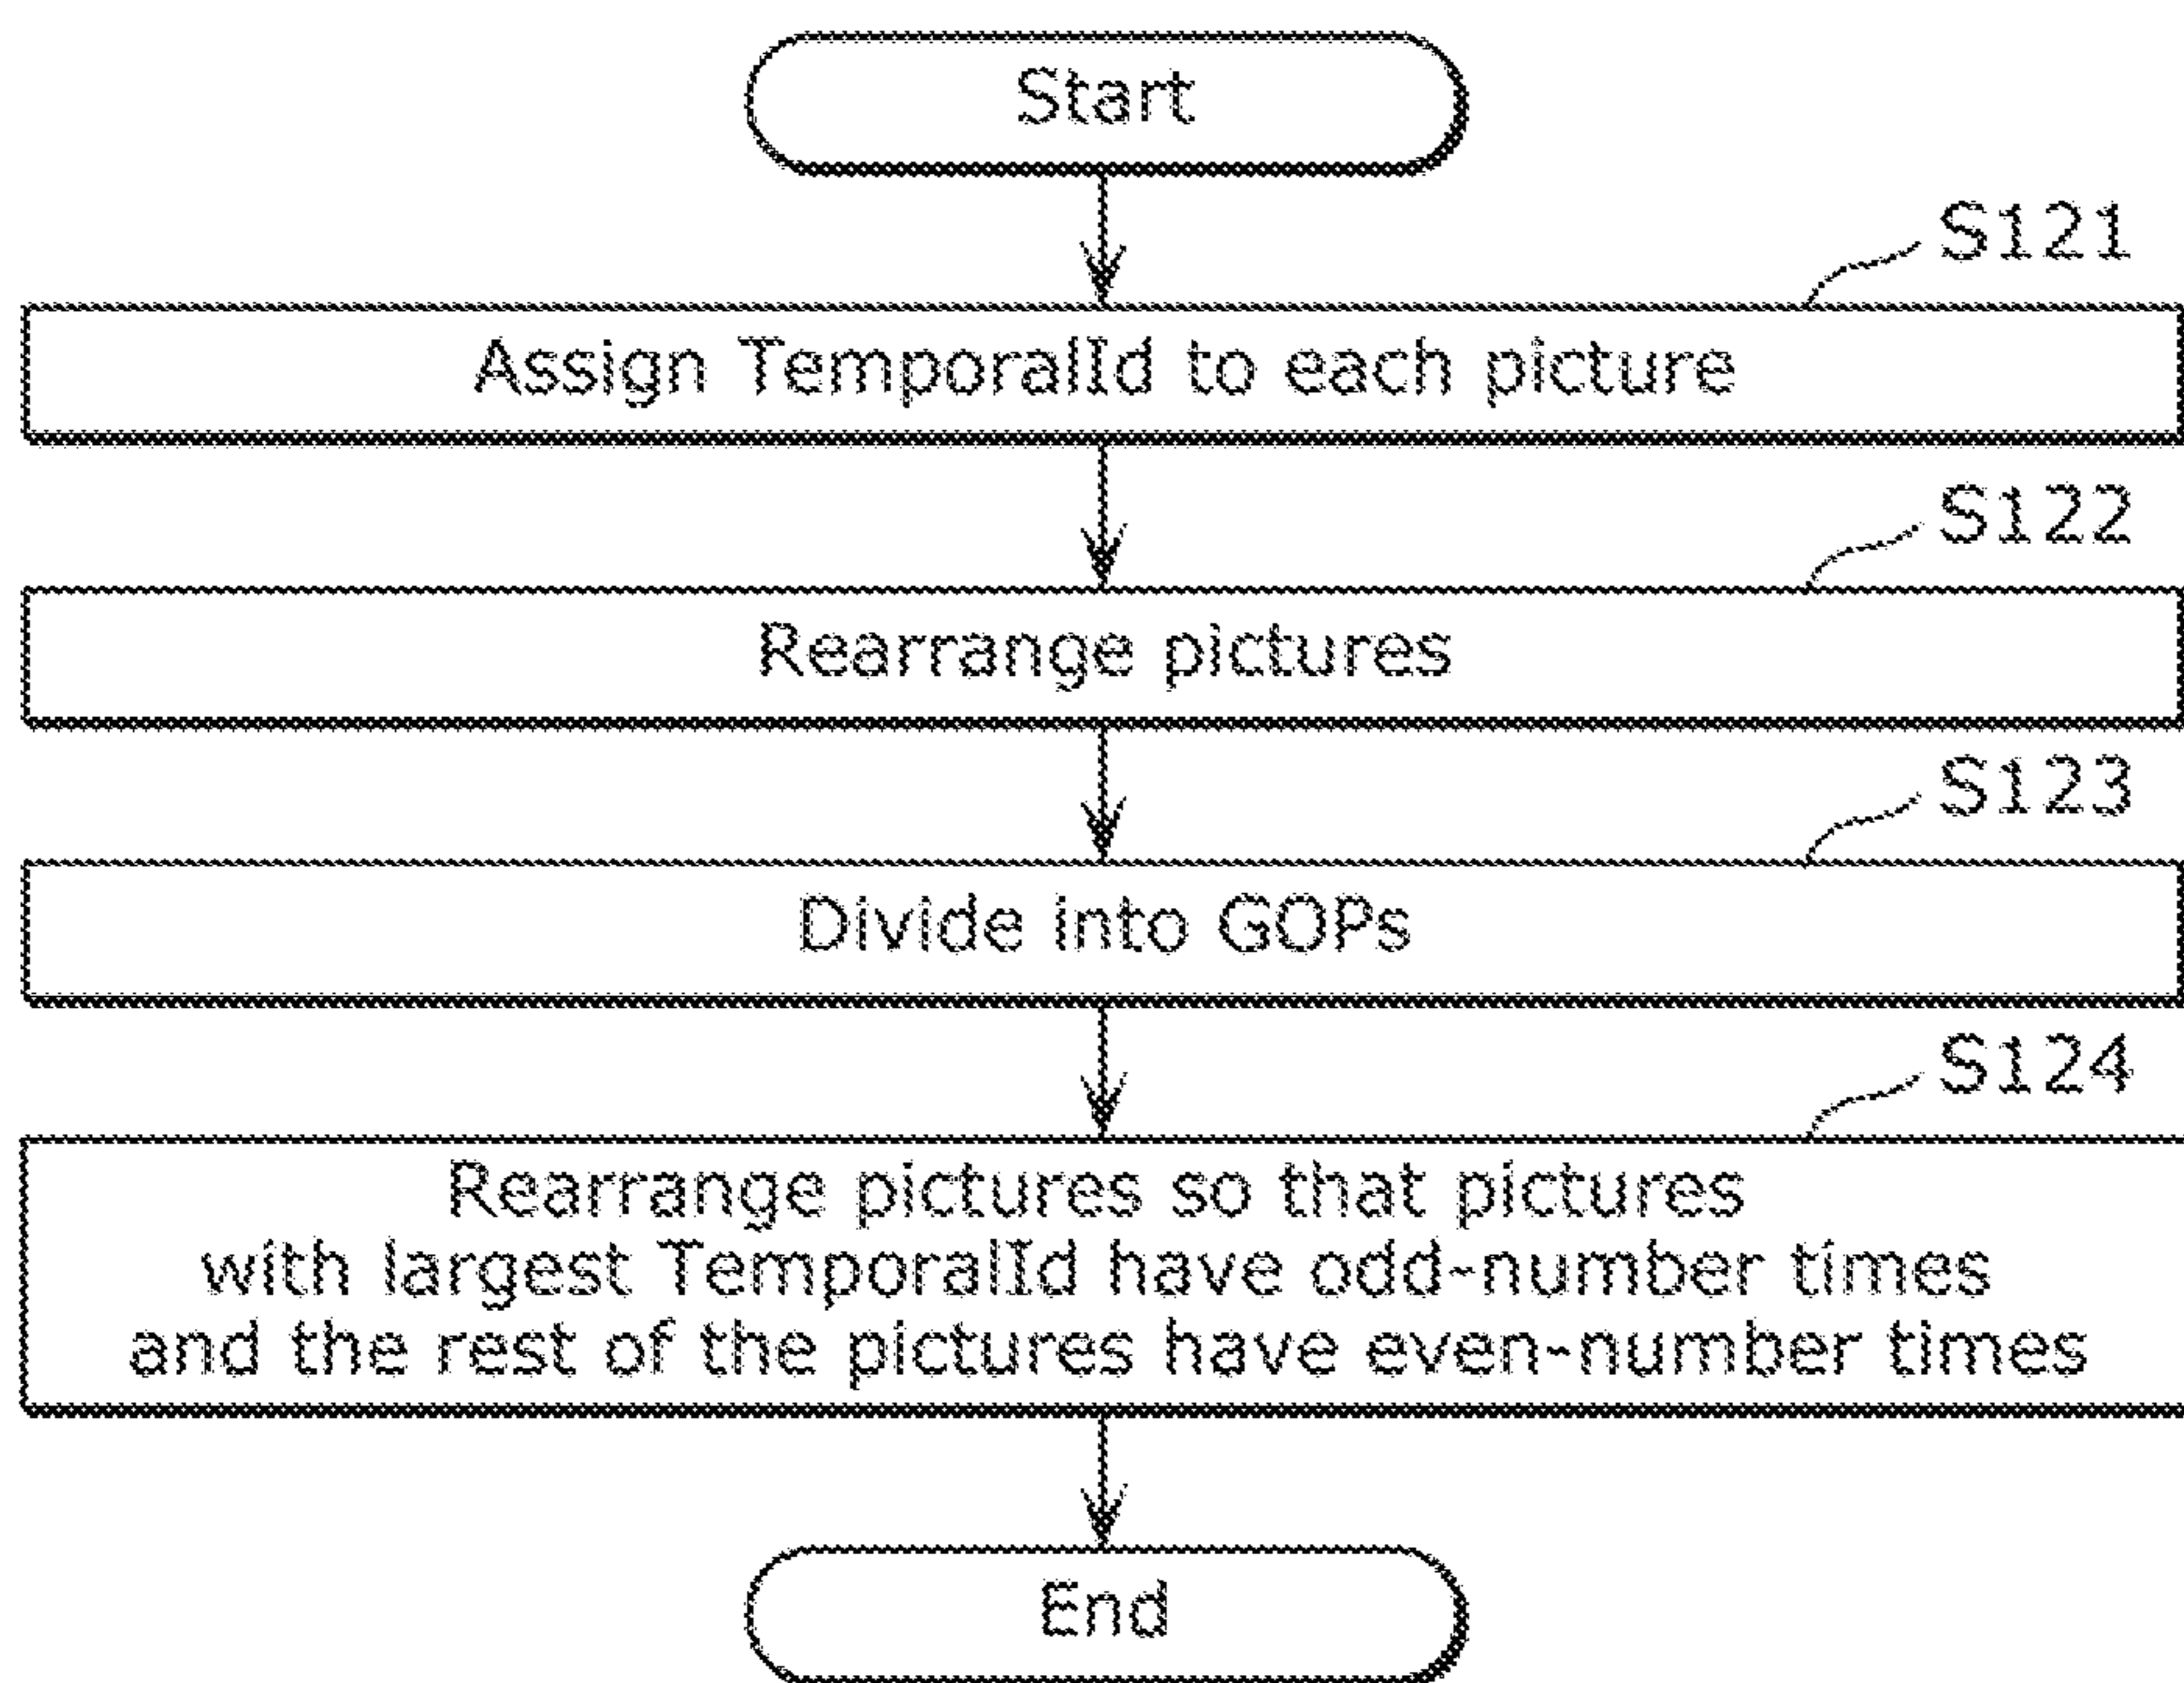 Start
S121
Assign TemporalId to each picture
S122
Rearrange pictures
S123
Divide into GOPs
S124
Rearrange pictures so that pictures
with largest TemporalId have odd-number times
and the rest of the pictures have even-number times
End